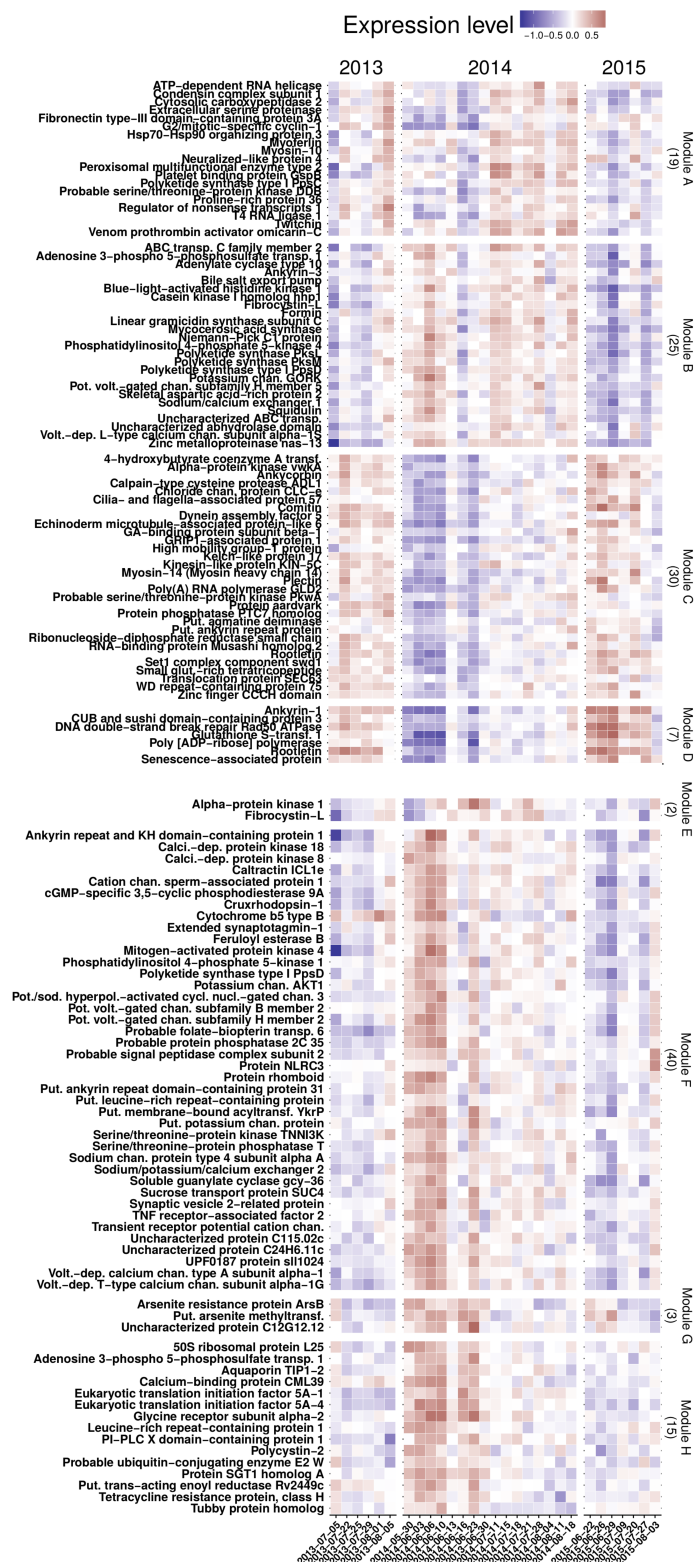 Expression level
−1.0−0.5 0.0 0.5
2013 2014 2015
ATP−dependent RNA helicase
Condensin complex subunit 1
Cytosolic carboxypeptidase 2
Extracellular serine proteinase
Fibronectin type−III domain−containing protein 3A
G2/mitotic−specific cyclin−1
Hsp70−Hsp90 organizing protein 3
Myoferlin
Myosin−10
Neuralized−like protein 4
Peroxisomal multifunctional enzyme type 2
Platelet binding protein GspB
Polyketide synthase type I PpsC
Probable serine/threonine−protein kinase DDB
Proline−rich protein 36
Regulator of nonsense transcripts 1
T4 RNA ligase 1
Twitchin
Venom prothrombin activator omicarin−C
Module A
(19)
ABC transp. C family member 2
Adenosine 3−phospho 5−phosphosulfate transp. 1
Adenylate cyclase type 10
Ankyrin−3
Bile salt export pump
Blue−light−activated histidine kinase 1
Casein kinase I homolog hhp1
Fibrocystin−L
Formin
Linear gramicidin synthase subunit C
Mycocerosic acid synthase
Niemann−Pick C1 protein
Phosphatidylinositol 4−phosphate 5−kinase 4
Polyketide synthase PksL
Polyketide synthase PksM
Polyketide synthase type I PpsD
Potassium chan. GORK
Pot. volt.−gated chan. subfamily H member 5
Skeletal aspartic acid−rich protein 2
Sodium/calcium exchanger 1
Squidulin
Uncharacterized ABC transp.
Uncharacterized abhydrolase domain
Volt.−dep. L−type calcium chan. subunit alpha−1S
Zinc metalloproteinase nas−13
Module B
(25)
4−hydroxybutyrate coenzyme A transf.
Alpha−protein kinase vwkA
Ankycorbin
Calpain−type cysteine protease ADL1
Chloride chan. protein CLC−e
Cilia− and flagella−associated protein 57
Comitin
Dynein assembly factor 5
Echinoderm microtubule−associated protein−like 6
GA−binding protein subunit beta−1
GRIP1−associated protein 1
High mobility group−T protein
Kelch−like protein 17
Kinesin−like protein KIN−5C
Myosin−14 (Myosin heavy chain 14)
Plectin
Poly(A) RNA polymerase GLD2
Probable serine/threonine−protein kinase PkwA
Protein aardvark
Protein phosphatase PTC7 homolog
Put. agmatine deiminase
Put. ankyrin repeat protein
Ribonucleoside−diphosphate reductase small chain
RNA−binding protein Musashi homolog 2
Rootletin
Set1 complex component swd1
Small glut.−rich tetratricopeptide
Translocation protein SEC63
WD repeat−containing protein 75
Zinc finger CCCH domain
Module C
(30)
Ankyrin−1
CUB and sushi domain−containing protein 3
DNA double−strand break repair Rad50 ATPase
Glutathione S−transf. 1
Poly [ADP−ribose] polymerase
Rootletin
Senescence−associated protein
Module D
(7)
Alpha−protein kinase 1
Fibrocystin−L
Module E
(2)
Ankyrin repeat and KH domain−containing protein 1
Calci.−dep. protein kinase 18
Calci.−dep. protein kinase 8
Caltractin ICL1e
Cation chan. sperm−associated protein 1
cGMP−specific 3,5−cyclic phosphodiesterase 9A
Cruxrhodopsin−1
Cytochrome b5 type B
Extended synaptotagmin−1
Feruloyl esterase B
Mitogen−activated protein kinase 4
Phosphatidylinositol 4−phosphate 5−kinase 1
Polyketide synthase type I PpsD
Potassium chan. AKT1
Pot./sod. hyperpol.−activated cycl. nucl.−gated chan. 3
Pot. volt.−gated chan. subfamily B member 2
Pot. volt.−gated chan. subfamily H member 2
Probable folate−biopterin transp. 6
Probable protein phosphatase 2C 35
Probable signal peptidase complex subunit 2
Protein NLRC3
Protein rhomboid
Put. ankyrin repeat domain−containing protein 31
Put. leucine−rich repeat−containing protein
Put. membrane−bound acyltransf. YkrP
Put. potassium chan. protein
Serine/threonine−protein kinase TNNI3K
Serine/threonine−protein phosphatase T
Sodium chan. protein type 4 subunit alpha A
Sodium/potassium/calcium exchanger 2
Soluble guanylate cyclase gcy−36
Sucrose transport protein SUC4
Synaptic vesicle 2−related protein
TNF receptor−associated factor 2
Transient receptor potential cation chan.
Uncharacterized protein C115.02c
Uncharacterized protein C24H6.11c
UPF0187 protein sll1024
Volt.−dep. calcium chan. type A subunit alpha−1
Volt.−dep. T−type calcium chan. subunit alpha−1G
Module F
(40)
Arsenite resistance protein ArsB
Put. arsenite methyltransf.
Uncharacterized protein C12G12.12
Module G
(3)
50S ribosomal protein L25
Adenosine 3−phospho 5−phosphosulfate transp. 1
Aquaporin TIP1−2
Calcium−binding protein CML39
Eukaryotic translation initiation factor 5A−1
Eukaryotic translation initiation factor 5A−4
Glycine receptor subunit alpha−2
Leucine−rich repeat−containing protein 1
PI−PLC X domain−containing protein 1
Polycystin−2
Probable ubiquitin−conjugating enzyme E2 W
Protein SGT1 homolog A
Put. trans−acting enoyl reductase Rv2449c
Tetracycline resistance protein, class H
Tubby protein homolog
Module H
(15)